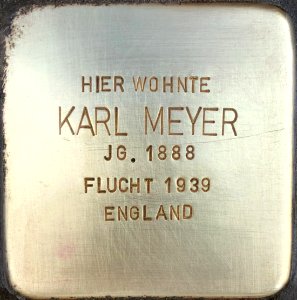 HIER WOHNTE
KARL MEYER
JG. 1888
FLUCHT 1939
ENGLAND